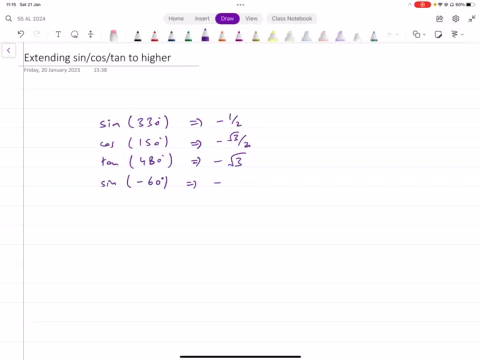 11:15 Sat 21 Jan
60%
S5 AL 2024
Home Insert Draw View Class Notebook
Extending sin/cos/tan to higher
Friday, 20 January 2023 15:38
sin (330°) => - 1/2
cos (150°) => - √3/2
tan (480°) => - √3
sin (-60°) => -